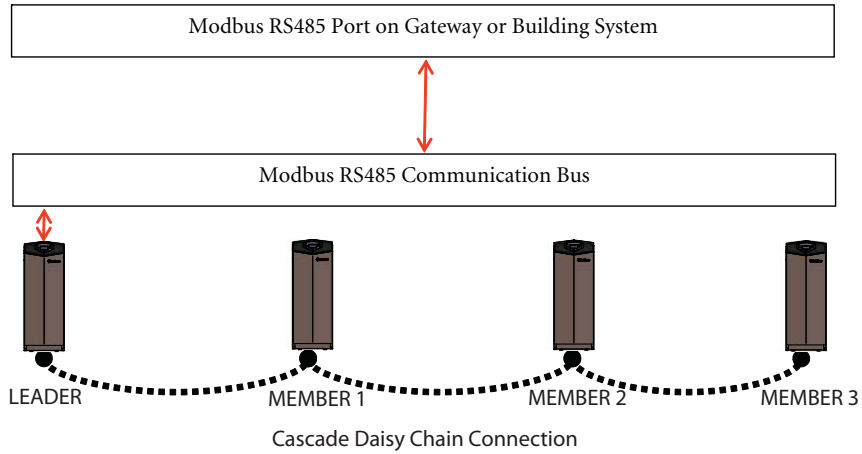 Modbus RS485 Port on Gateway or Building System
Modbus RS485 Communication Bus
LEADER
MEMBER 1
MEMBER 2
MEMBER 3
Cascade Daisy Chain Connection